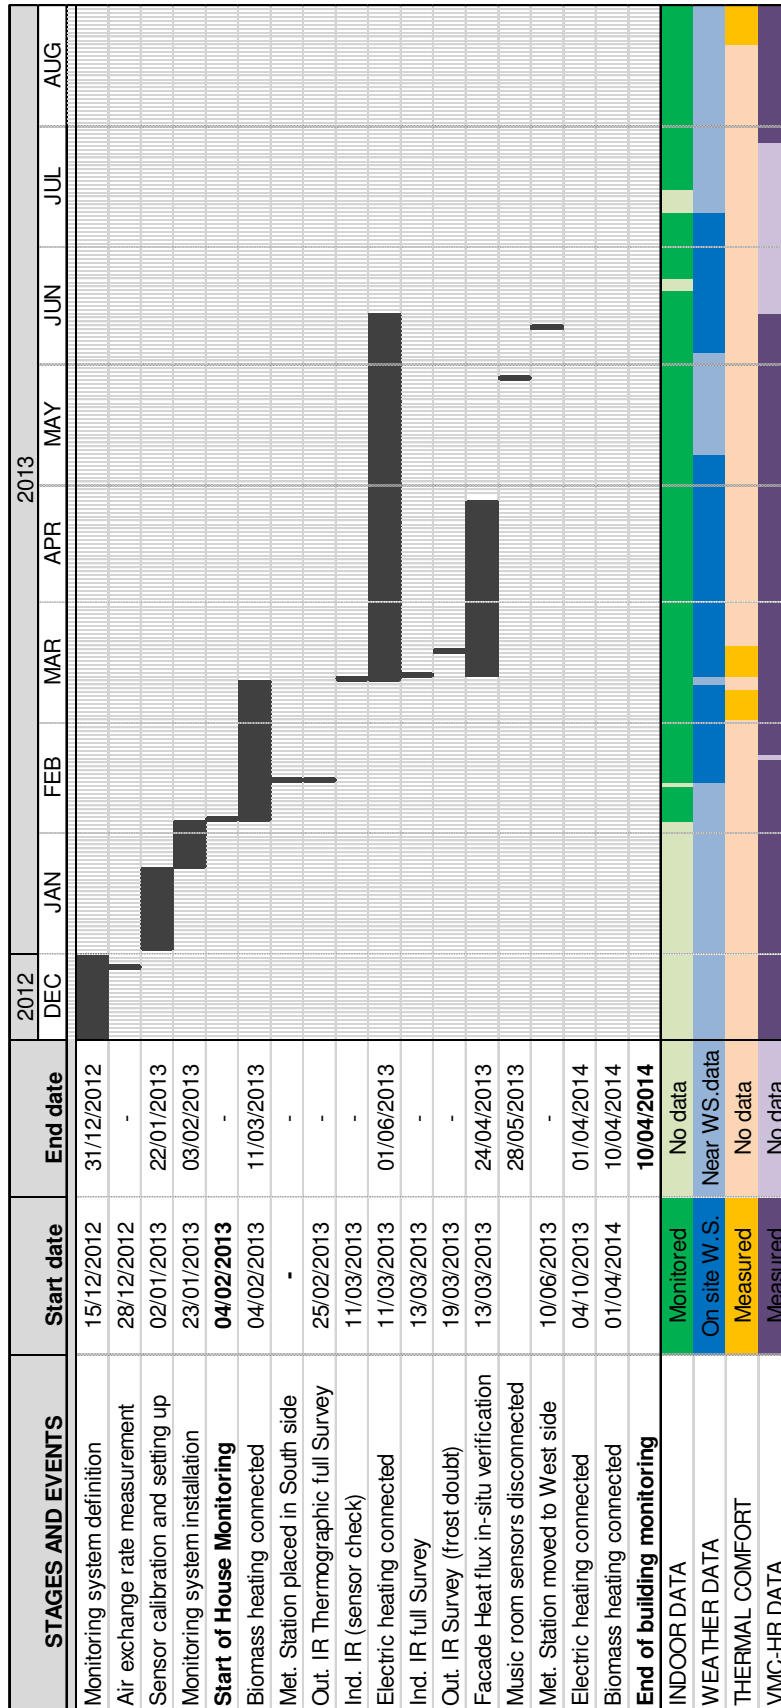 STAGES AND EVENTS Start date End date 2012 2013
DEC JAN FEB MAR APR MAY JUN JUL AUG
Monitoring system definition 15/12/2012 31/12/2012
Air exchange rate measurement 28/12/2012 -
Sensor calibration and setting up 02/01/2013 22/01/2013
Monitoring system installation 23/01/2013 03/02/2013
Start of House Monitoring 04/02/2013 -
Biomass heating connected 04/02/2013 11/03/2013
Met. Station placed in South side - -
Out. IR Thermographic full Survey 25/02/2013 -
Ind. IR (sensor check) 11/03/2013 -
Electric heating connected 11/03/2013 01/06/2013
Ind. IR full Survey 13/03/2013 -
Out. IR Survey (frost doubt) 19/03/2013 -
Facade Heat flux in-situ verification 13/03/2013 24/04/2013
Music room sensors disconnected 28/05/2013
Met. Station moved to West side 10/06/2013 -
Electric heating connected 04/10/2013 01/04/2014
Biomass heating connected 01/04/2014 10/04/2014
End of building monitoring 10/04/2014
INDOOR DATA Monitored No data
WEATHER DATA On site W.S. Near WS.data
THERMAL COMFORT Measured No data
VMC-HR DATA Measured No data